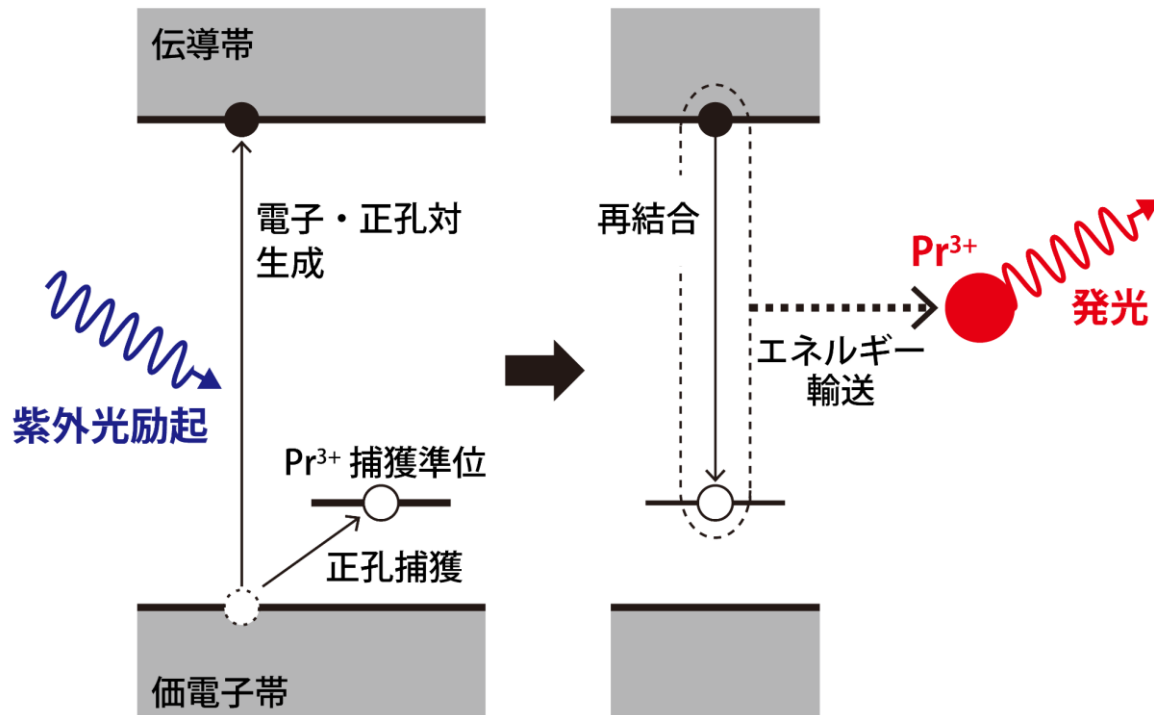 伝導帯
電子・正孔対
生成
紫外光励起
Pr³⁺ 捕獲準位
正孔捕獲
価電子帯
再結合
Pr³⁺
発光
エネルギー
輸送